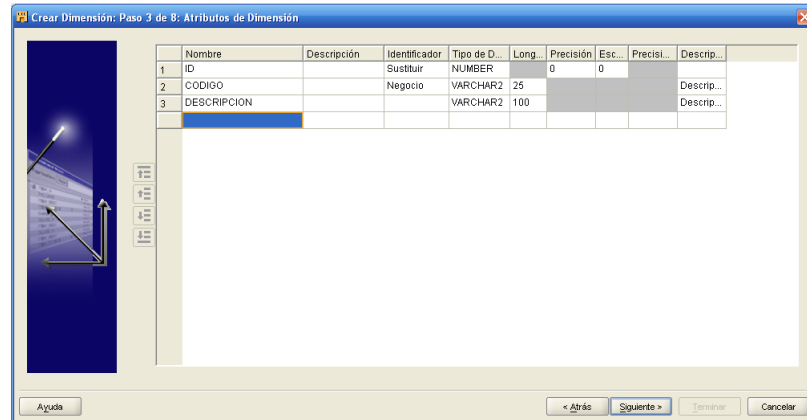 Crear Dimensión: Paso 3 de 8: Atributos de Dimensión
Nombre Descripción Identificador Tipo de D... Long... Precisión Esc... Precisi... Descrip...
1 ID Sustituir NUMBER 0 0
2 CODIGO Negocio VARCHAR2 25 Descrip...
3 DESCRIPCION VARCHAR2 100 Descrip...
Ayuda < Atrás Siguiente > Terminar Cancelar